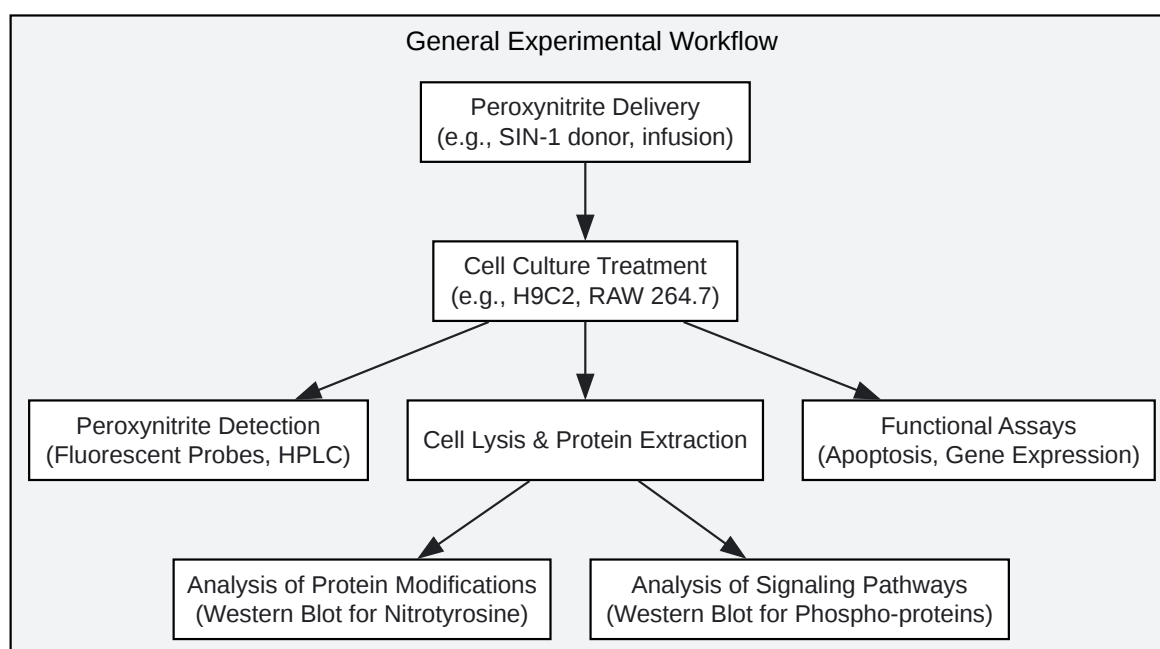 General Experimental Workflow
Peroxynitrite Delivery
(e.g., SIN-1 donor, infusion)
Cell Culture Treatment
(e.g., H9C2, RAW 264.7)
Peroxynitrite Detection
(Fluorescent Probes, HPLC)
Cell Lysis & Protein Extraction
Functional Assays
(Apoptosis, Gene Expression)
Analysis of Protein Modifications
(Western Blot for Nitrotyrosine)
Analysis of Signaling Pathways
(Western Blot for Phospho-proteins)